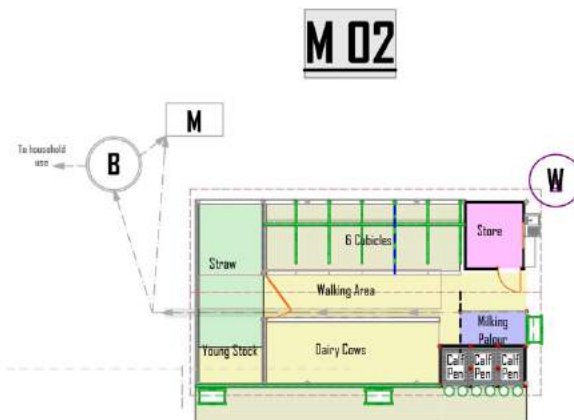 M 02
M
To household
use
B
W
6 Cubicles
Store
Straw
Walking Area
Milking
Palour
Young Stock
Dairy Cows
Calf
Pen
Calf
Pen
Calf
Pen